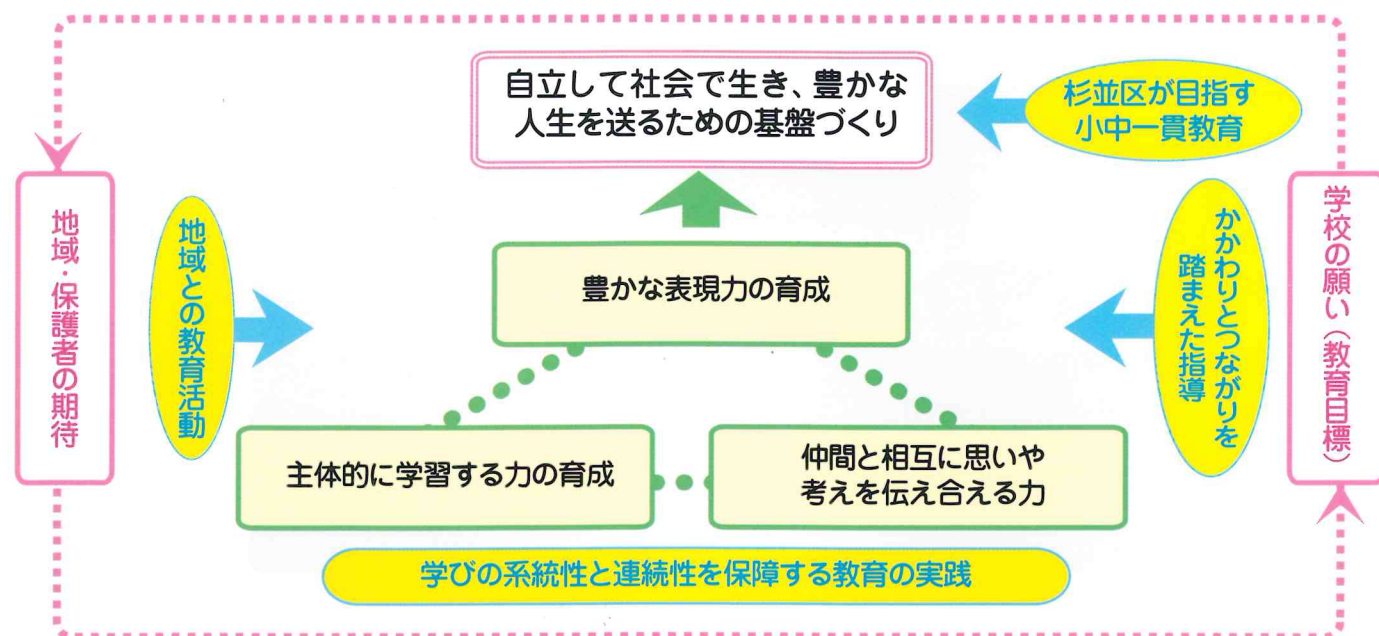 自立して社会で生き、豊かな
人生を送るための基盤づくり
杉並区が目指す
小中一貫教育
地域・保護者の期待
地域との教育活動
豊かな表現力の育成
かかわりとつながりを
踏まえた指導
学校の願い（教育目標）
主体的に学習する力の育成
仲間と相互に思いや
考えを伝え合える力
学びの系統性と連続性を保障する教育の実践